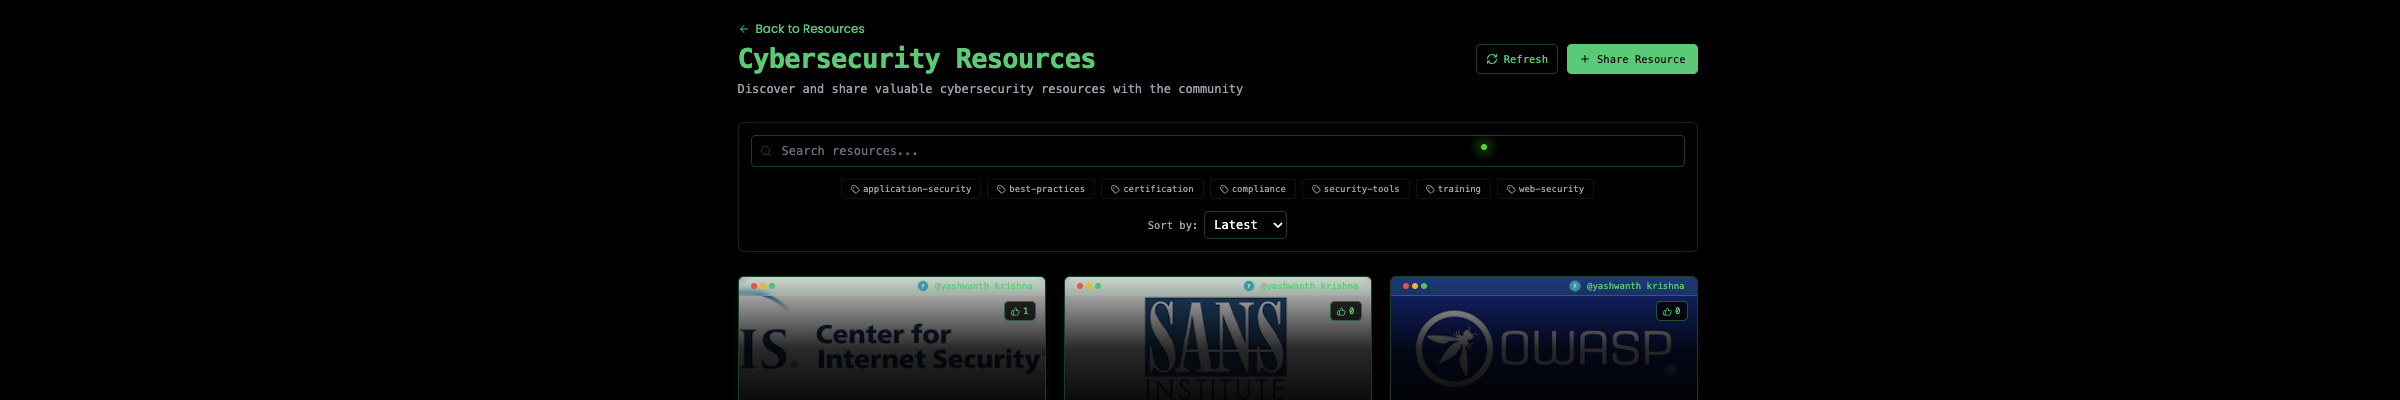 Back to Resources
Cybersecurity Resources
Refresh
Share Resource
Discover and share valuable cybersecurity resources with the community
Search resources...
application-security
best-practices
certification
compliance
security-tools
training
web-security
Sort by: Latest
@yashwanth krishna
1
IS®
Center for
Internet Security®
@yashwanth krishna
0
SANS
INSTITUTE
@yashwanth krishna
0
OWASP®